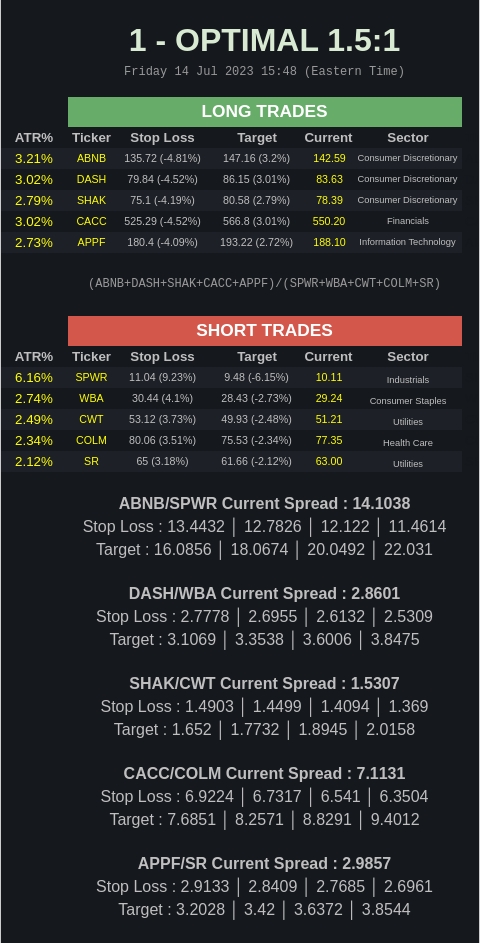 1 - OPTIMAL 1.5:1
Friday 14 Jul 2023 15:48 (Eastern Time)
LONG TRADES
ATR% Ticker Stop Loss Target Current Sector
3.21% ABNB 135.72 (-4.81%) 147.16 (3.2%) 142.59 Consumer Discretionary
3.02% DASH 79.84 (-4.52%) 86.15 (3.01%) 83.63 Consumer Discretionary
2.79% SHAK 75.1 (-4.19%) 80.58 (2.79%) 78.39 Consumer Discretionary
3.02% CACC 525.29 (-4.52%) 566.8 (3.01%) 550.20 Financials
2.73% APPF 180.4 (-4.09%) 193.22 (2.72%) 188.10 Information Technology
(ABNB+DASH+SHAK+CACC+APPF)/(SPWR+WBA+CWT+COLM+SR)
SHORT TRADES
ATR% Ticker Stop Loss Target Current Sector
6.16% SPWR 11.04 (9.23%) 9.48 (-6.15%) 10.11 Industrials
2.74% WBA 30.44 (4.1%) 28.43 (-2.73%) 29.24 Consumer Staples
2.49% CWT 53.12 (3.73%) 49.93 (-2.48%) 51.21 Utilities
2.34% COLM 80.06 (3.51%) 75.53 (-2.34%) 77.35 Health Care
2.12% SR 65 (3.18%) 61.66 (-2.12%) 63.00 Utilities
ABNB/SPWR Current Spread : 14.1038
Stop Loss : 13.4432 │ 12.7826 │ 12.122 │ 11.4614
Target : 16.0856 │ 18.0674 │ 20.0492 │ 22.031
DASH/WBA Current Spread : 2.8601
Stop Loss : 2.7778 │ 2.6955 │ 2.6132 │ 2.5309
Target : 3.1069 │ 3.3538 │ 3.6006 │ 3.8475
SHAK/CWT Current Spread : 1.5307
Stop Loss : 1.4903 │ 1.4499 │ 1.4094 │ 1.369
Target : 1.652 │ 1.7732 │ 1.8945 │ 2.0158
CACC/COLM Current Spread : 7.1131
Stop Loss : 6.9224 │ 6.7317 │ 6.541 │ 6.3504
Target : 7.6851 │ 8.2571 │ 8.8291 │ 9.4012
APPF/SR Current Spread : 2.9857
Stop Loss : 2.9133 │ 2.8409 │ 2.7685 │ 2.6961
Target : 3.2028 │ 3.42 │ 3.6372 │ 3.8544